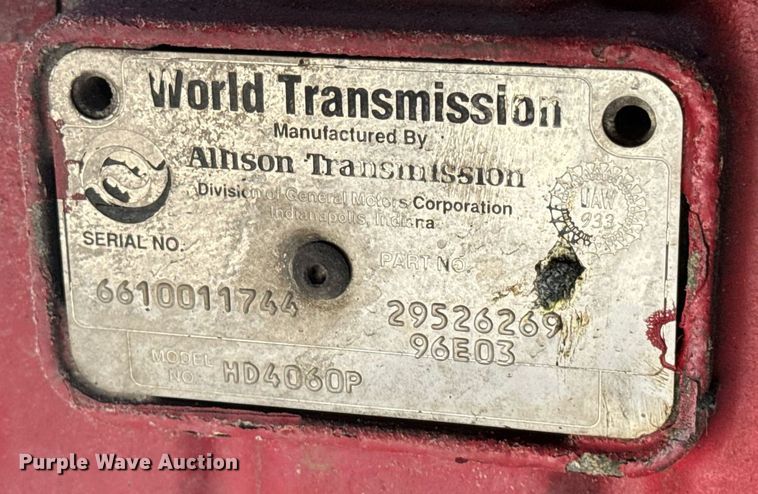 World Transmission
Manufactured By
Allison Transmission
Division of General Motors Corporation
Indianapolis, Indiana
UAW
933
SERIAL NO:
PART NO.
6610011744
29526269
96E03
MODEL
NO:
HD4060P
Purple Wave Auction